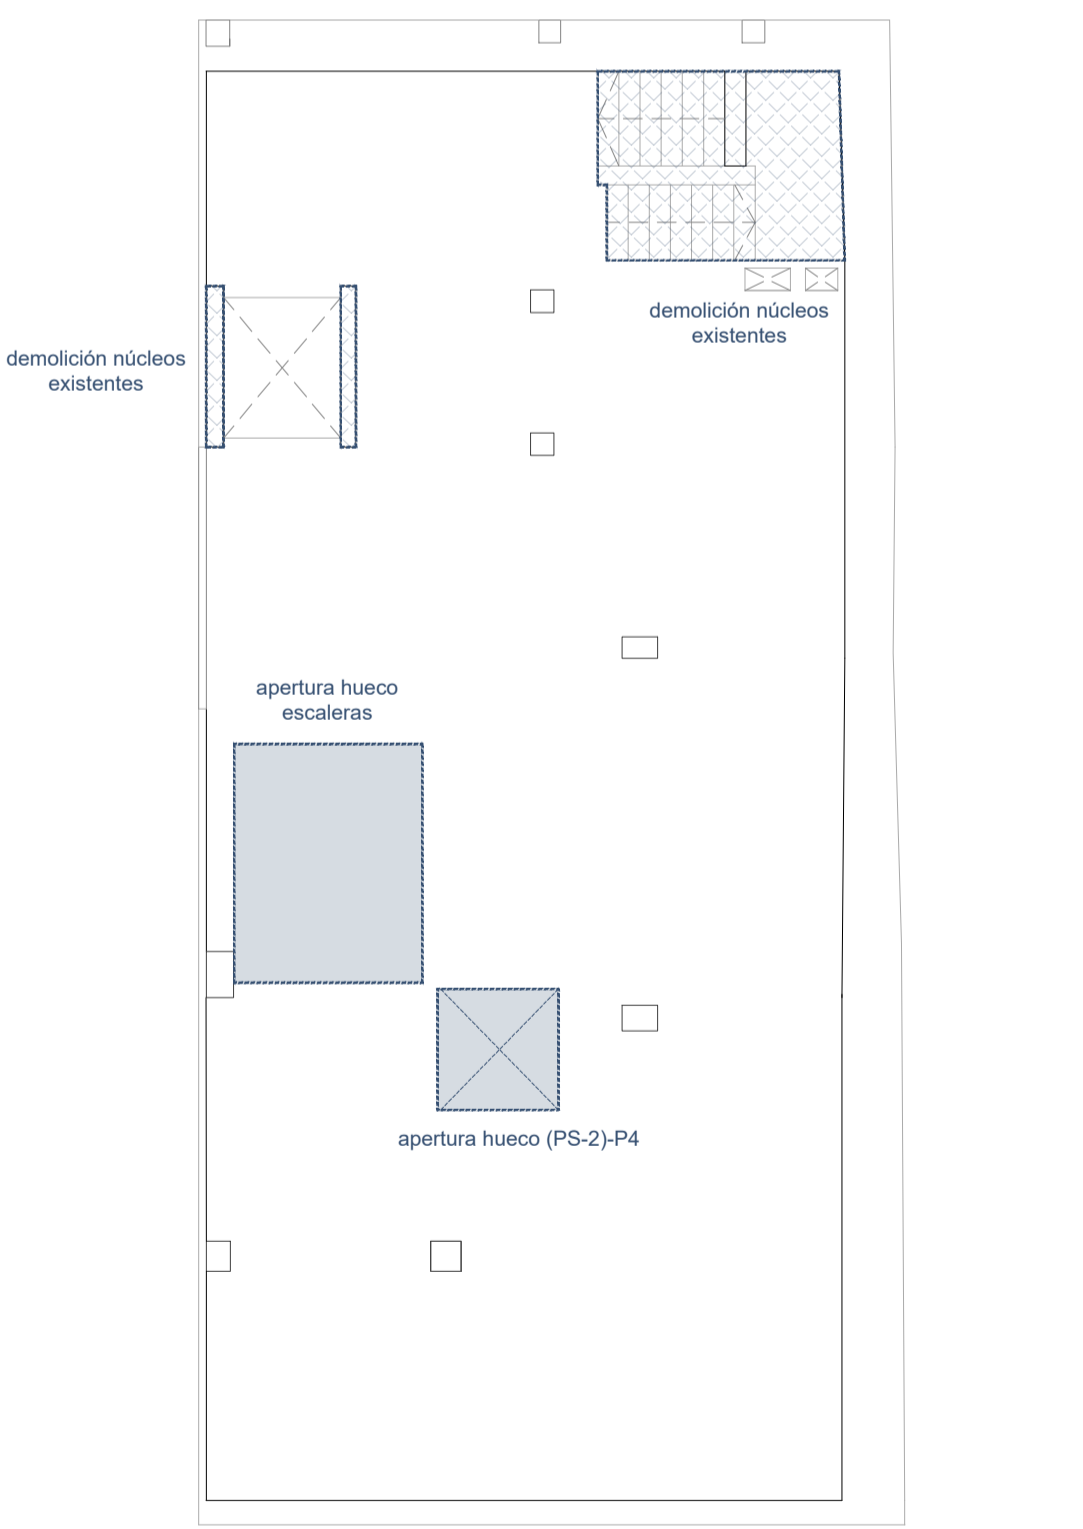 demolición núcleos
existentes
demolición núcleos
existentes
apertura hueco
escaleras
apertura hueco (PS-2)-P4